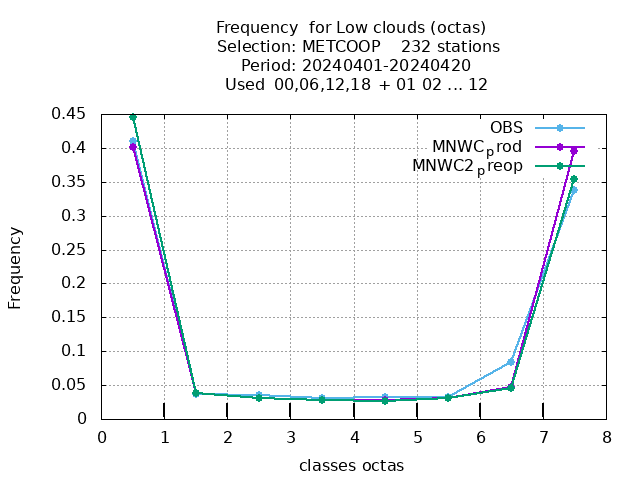 Frequency  for Low clouds (octas)
Selection: METCOOP    232 stations
Period: 20240401-20240420
Used  00,06,12,18 + 01 02 ... 12
OBS
MNWCprod
MNWC2preop
0.45
0.4
0.35
0.3
0.25
0.2
0.15
0.1
0.05
0
Frequency
0 1 2 3 4 5 6 7 8
classes octas